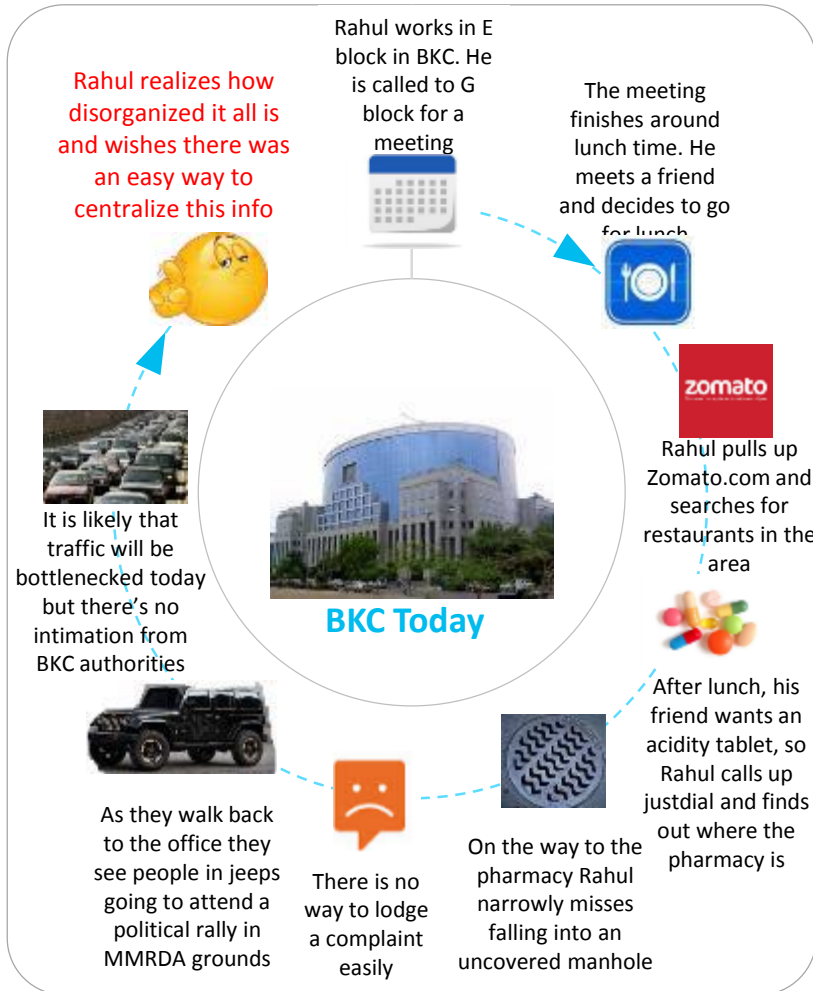 Rahul works in E
block in BKC. He
is called to G
block for a
meeting
The meeting
finishes around
lunch time. He
meets a friend
and decides to go
for lunch
zomato
Rahul pulls up
Zomato.com and
searches for
restaurants in the
area
After lunch, his
friend wants an
acidity tablet, so
Rahul calls up
justdial and finds
out where the
pharmacy is
On the way to the
pharmacy Rahul
narrowly misses
falling into an
uncovered manhole
There is no
way to lodge
a complaint
easily
As they walk back
to the office they
see people in jeeps
going to attend a
political rally in
MMRDA grounds
It is likely that
traffic will be
bottlenecked today
but there’s no
intimation from
BKC authorities
Rahul realizes how
disorganized it all is
and wishes there was
an easy way to
centralize this info
BKC Today